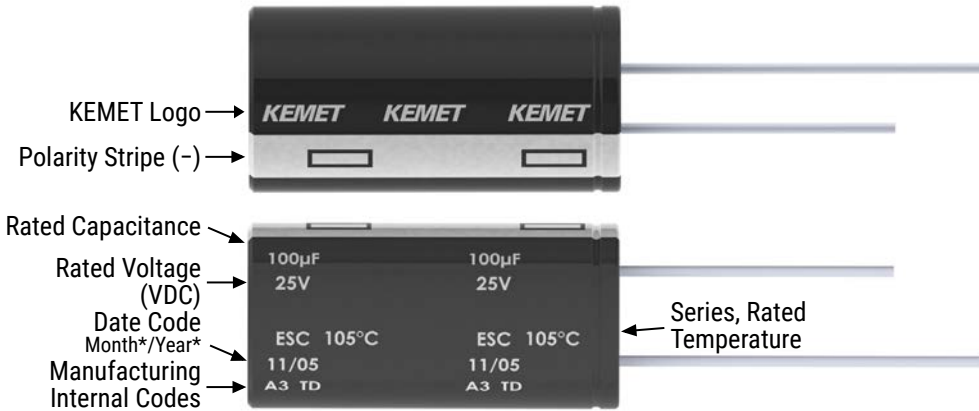 KEMET Logo
KEMET KEMET KEMET
Polarity Stripe (−)
Rated Capacitance
100µF 100µF
Rated Voltage
(VDC)
25V 25V
Date Code
Month*/Year*
ESC 105°C ESC 105°C
11/05 11/05
Manufacturing
Internal Codes
A3 TD A3 TD
Series, Rated
Temperature